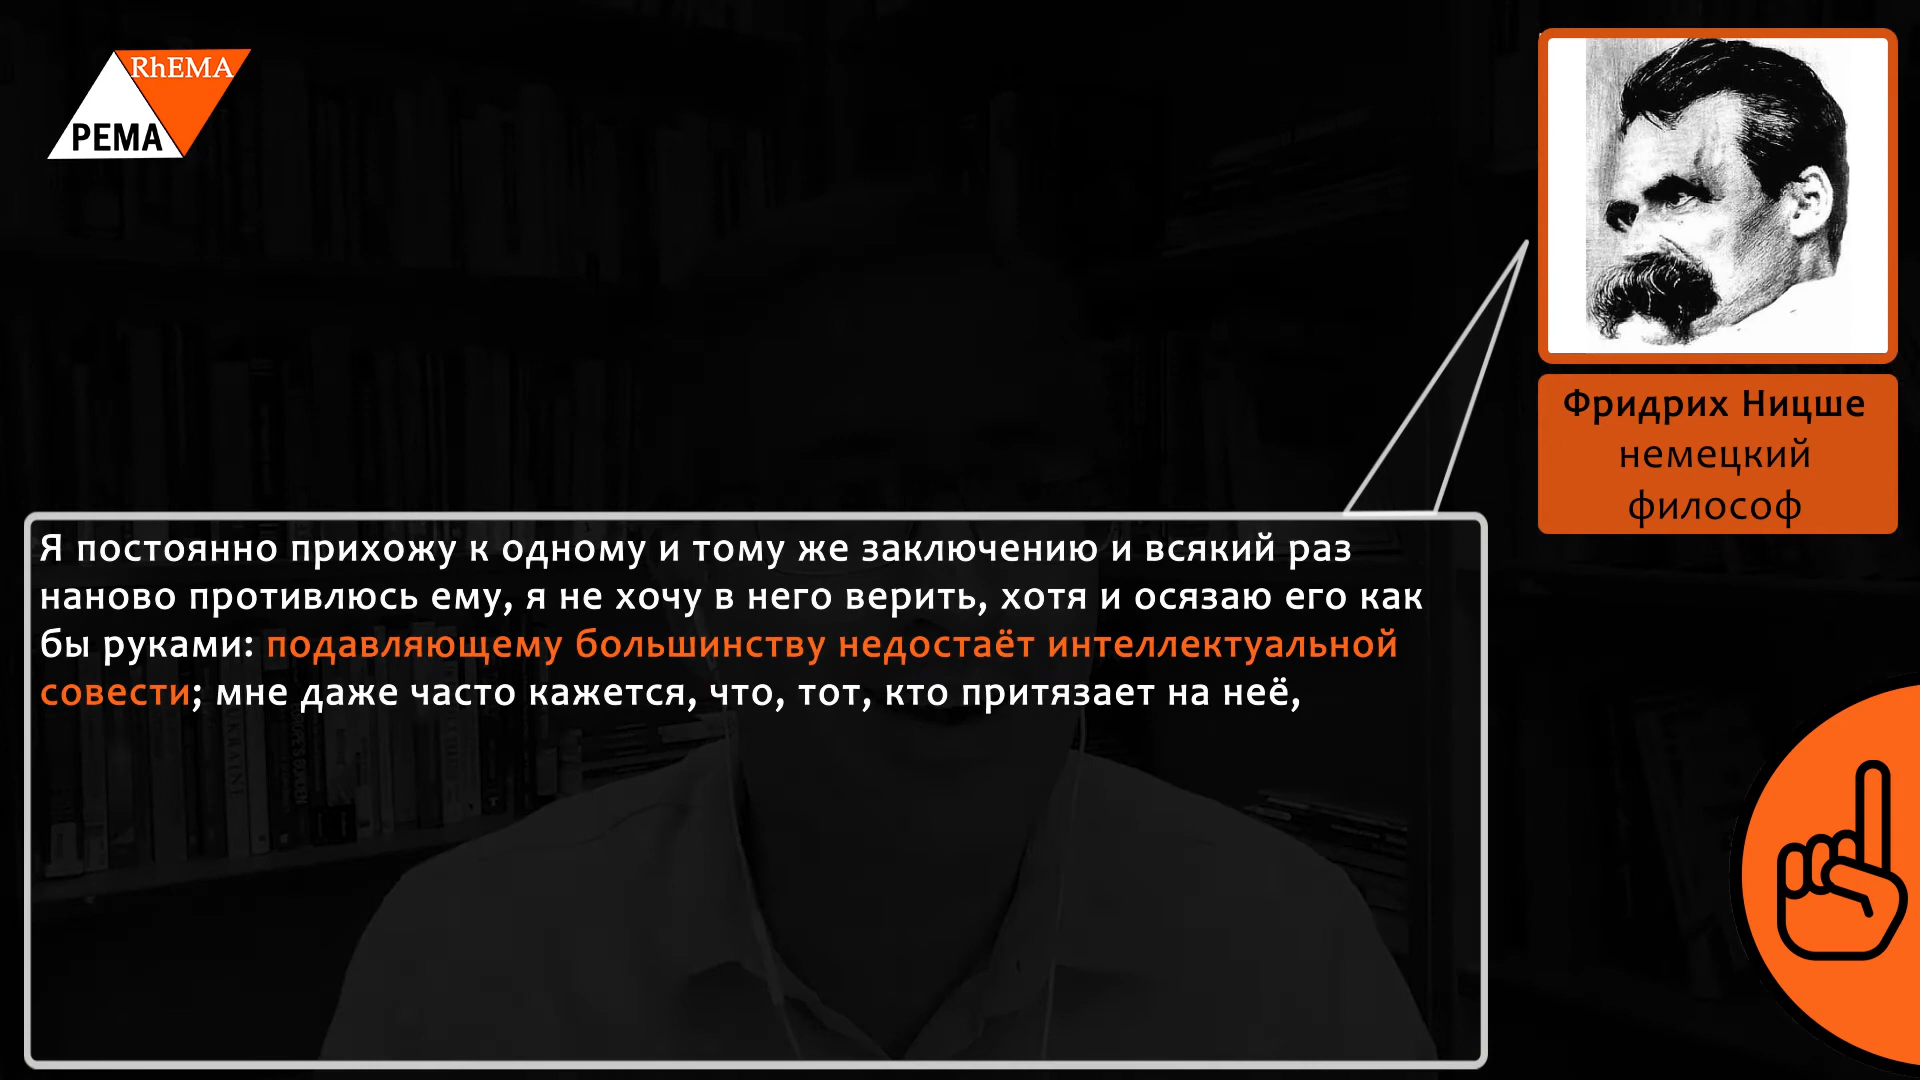 RhEMA
РЕМА
Фридрих Ницше
немецкий
философ
Я постоянно прихожу к одному и тому же заключению и всякий раз
наново противлюсь ему, я не хочу в него верить, хотя и осязаю его как
бы руками: подавляющему большинству недостаёт интеллектуальной
совести; мне даже часто кажется, что, тот, кто притязает на неё,
UKRAINE